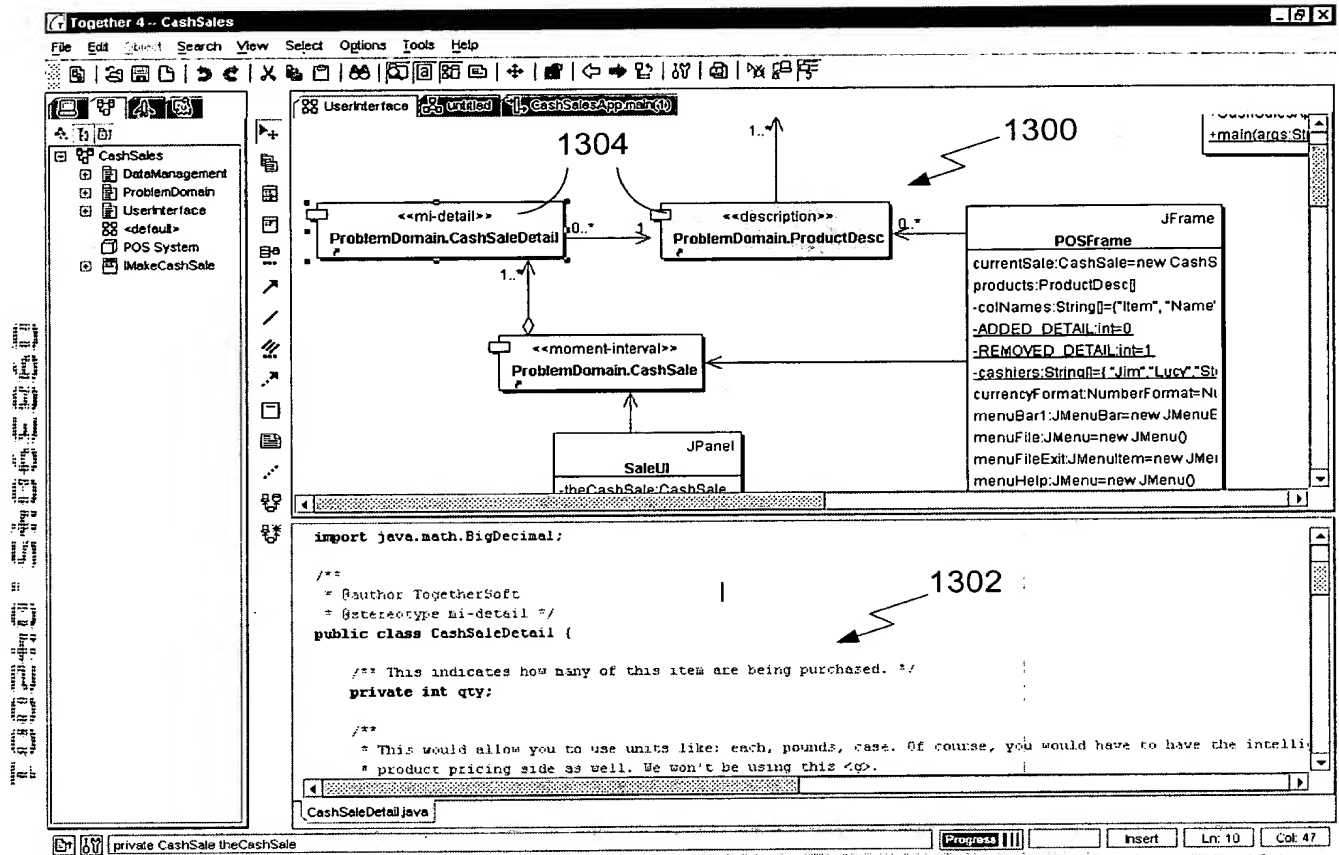 Together 4 -- CashSales
File Edit Object Search View Select Options Tools Help
UserInterface untitled CashSalesApp.main(1)
CashSales
DataManagement
ProblemDomain
UserInterface
<default>
POS System
IMakeCashSale
1304
1..*
1300
+main(args:Stri
<<mi-detail>>
ProblemDomain.CashSaleDetail
0..*
1
<<description>>
ProblemDomain.ProductDesc
0..*
JFrame
POSFrame
currentSale:CashSale=new CashS
products:ProductDesc[]
-colNames:String[]={"Item", "Name"
-ADDED_DETAIL:int=0
-REMOVED_DETAIL:int=1
-cashiers:String[]={ "Jim","Lucy","St
currencyFormat:NumberFormat=Nu
menuBar1:JMenuBar=new JMenuE
menuFile:JMenu=new JMenu()
menuFileExit:JMenuItem=new JMe
menuHelp:JMenu=new JMenu()
1..*
<<moment-interval>>
ProblemDomain.CashSale
JPanel
SaleUI
-theCashSale:CashSale
import java.math.BigDecimal;
1302
/**
* @author TogetherSoft
* @stereotype mi-detail */
public class CashSaleDetail {
/** This indicates how many of this item are being purchased. */
private int qty;
/**
* This would allow you to use units like: each, pounds, case. Of course, you would have to have the intelli
* product pricing side as well. We won't be using this <g>.
CashSaleDetail.java
private CashSale theCashSale
Progress
Insert
Ln: 10
Col: 47